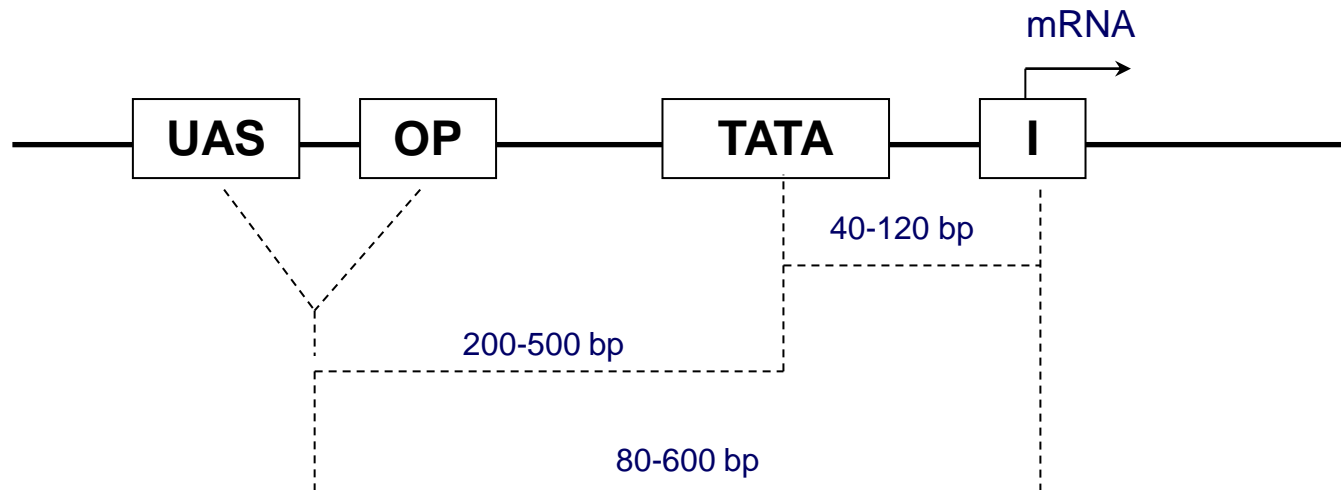 mRNA
UAS OP TATA I
40-120 bp
200-500 bp
80-600 bp